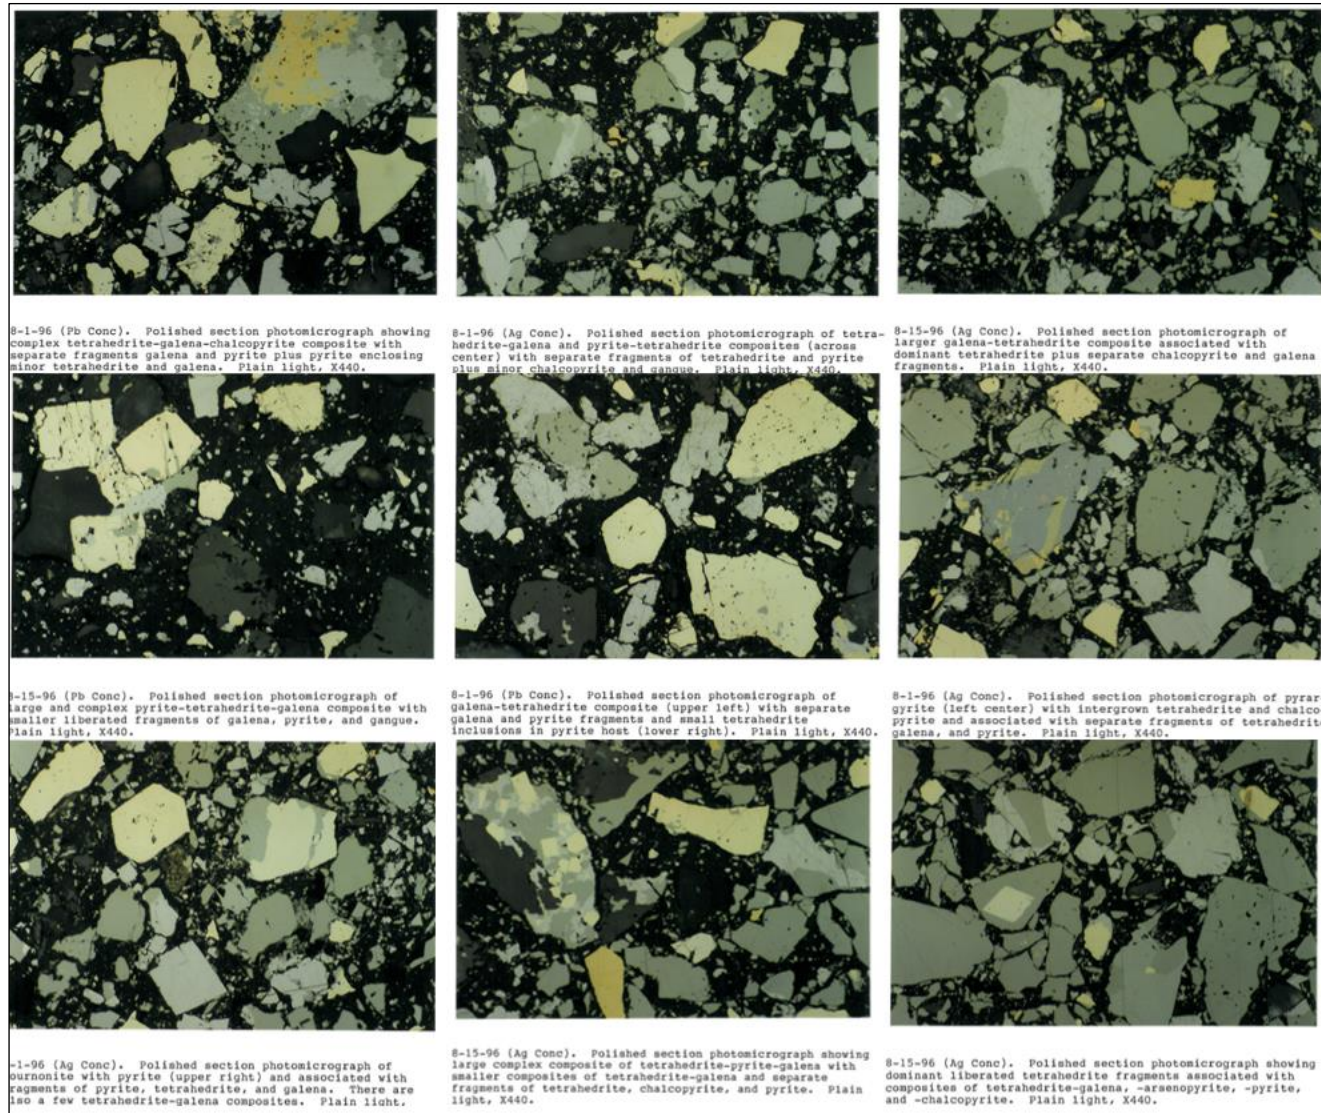 8-1-96 (Pb Conc). Polished section photomicrograph showing
complex tetrahedrite-galena-chalcopyrite composite with
separate fragments galena and pyrite plus pyrite enclosing
minor tetrahedrite and galena. Plain light, X440.
8-1-96 (Ag Conc). Polished section photomicrograph of tetra-
hedrite-galena and pyrite-tetrahedrite composites (across
center) with separate fragments of tetrahedrite and pyrite
plus minor chalcopyrite and gangue. Plain light, X440.
8-15-96 (Ag Conc). Polished section photomicrograph of
larger galena-tetrahedrite composite associated with
dominant tetrahedrite plus separate chalcopyrite and galena
fragments. Plain light, X440.
8-15-96 (Pb Conc). Polished section photomicrograph of
large and complex pyrite-tetrahedrite-galena composite with
smaller liberated fragments of galena, pyrite, and gangue.
Plain light, X440.
8-1-96 (Pb Conc). Polished section photomicrograph of
galena-tetrahedrite composite (upper left) with separate
galena and pyrite fragments and small tetrahedrite
inclusions in pyrite host (lower right). Plain light, X440.
8-1-96 (Ag Conc). Polished section photomicrograph of pyrar-
gyrite (left center) with intergrown tetrahedrite and chalco-
pyrite and associated with separate fragments of tetrahedrite
galena, and pyrite. Plain light, X440.
-1-96 (Ag Conc). Polished section photomicrograph of
ournonite with pyrite (upper right) and associated with
ragments of pyrite, tetrahedrite, and galena. There are
lso a few tetrahedrite-galena composites. Plain light,
8-15-96 (Ag Conc). Polished section photomicrograph showing
large complex composite of tetrahedrite-pyrite-galena with
smaller composites of tetrahedrite-galena and separate
fragments of tetrahedrite, chalcopyrite, and pyrite. Plain
light, X440.
8-15-96 (Ag Conc). Polished section photomicrograph showing
dominant liberated tetrahedrite fragments associated with
composites of tetrahedrite-galena, -arsenopyrite, -pyrite,
and -chalcopyrite. Plain light, X440.